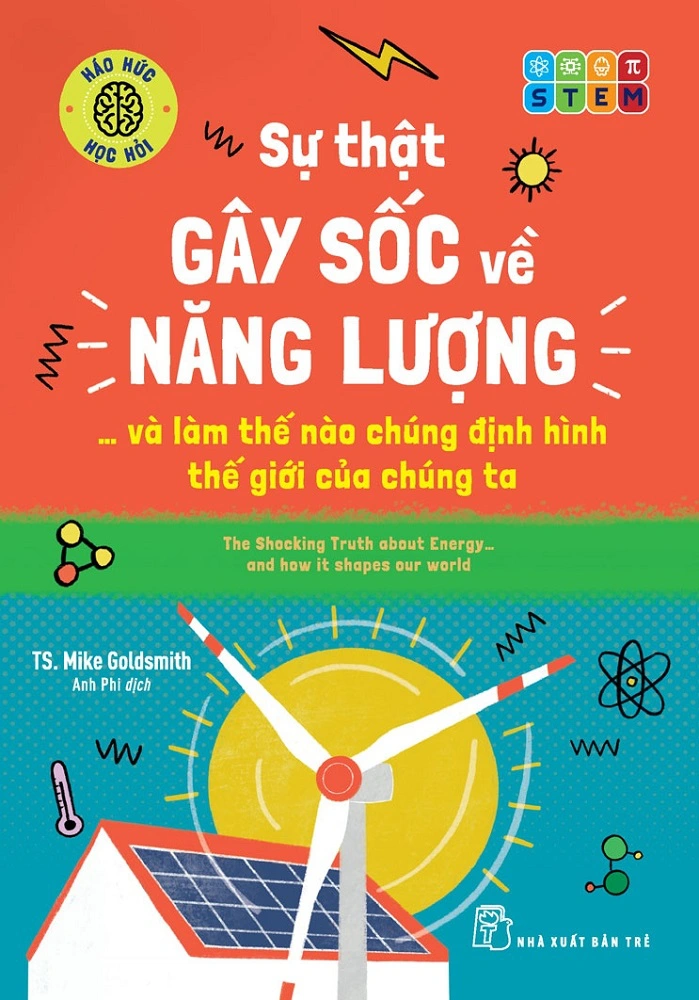 HÁO HỨC
HỌC HỎI
π
STEM
Sự thật
GÂY SỐC về
NĂNG LƯỢNG
... và làm thế nào chúng định hình
thế giới của chúng ta
The Shocking Truth about Energy...
and how it shapes our world
TS. Mike Goldsmith
Anh Phi dịch
NHÀ XUẤT BẢN TRẺ